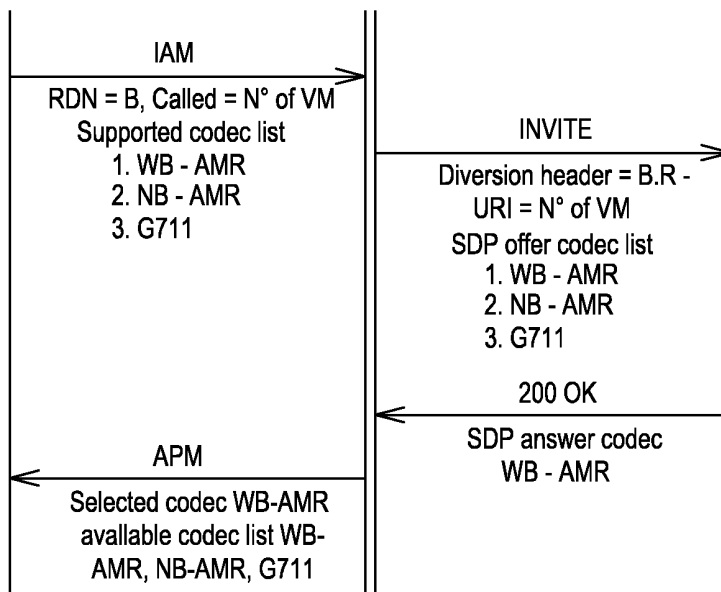 IAM
RDN = B, Called = N° of VM
Supported codec list
1. WB - AMR
2. NB - AMR
3. G711
INVITE
Diversion header = B.R -
URI = N° of VM
SDP offer codec list
1. WB - AMR
2. NB - AMR
3. G711
200 OK
SDP answer codec
WB - AMR
APM
Selected codec WB-AMR
avallable codec list WB-
AMR, NB-AMR, G711